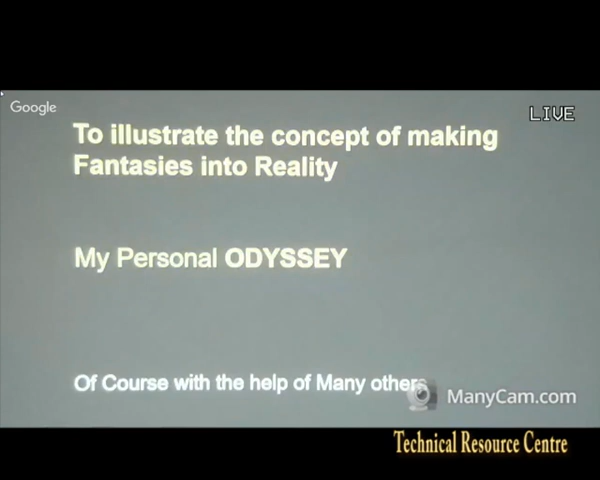 Google
LIVE
To illustrate the concept of making
Fantasies into Reality
My Personal ODYSSEY
Of Course with the help of Many others
ManyCam.com
Technical Resource Centre